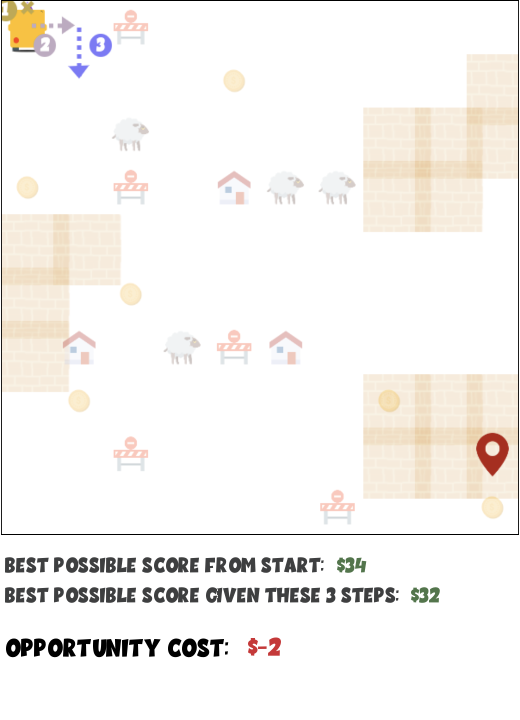 1
2
3
BEST POSSIBLE SCORE FROM START: $34
BEST POSSIBLE SCORE GIVEN THESE 3 STEPS: $32
OPPORTUNITY COST: $-2